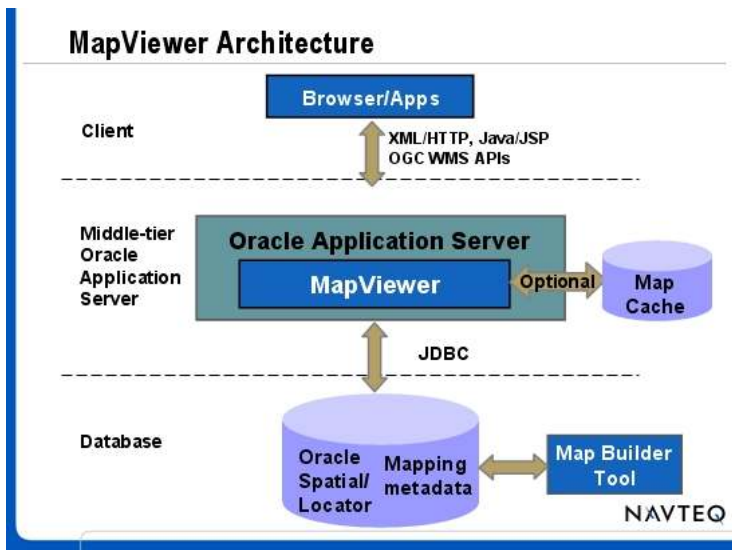 MapViewer Architecture
Browser/Apps
Client
XML/HTTP, Java/JSP
OGC WMS APIs
Middle-tier
Oracle
Application
Server
Oracle Application Server
MapViewer
Optional
Map
Cache
JDBC
Database
Oracle
Spatial/
Locator
Mapping
metadata
Map Builder
Tool
NAVTEQ